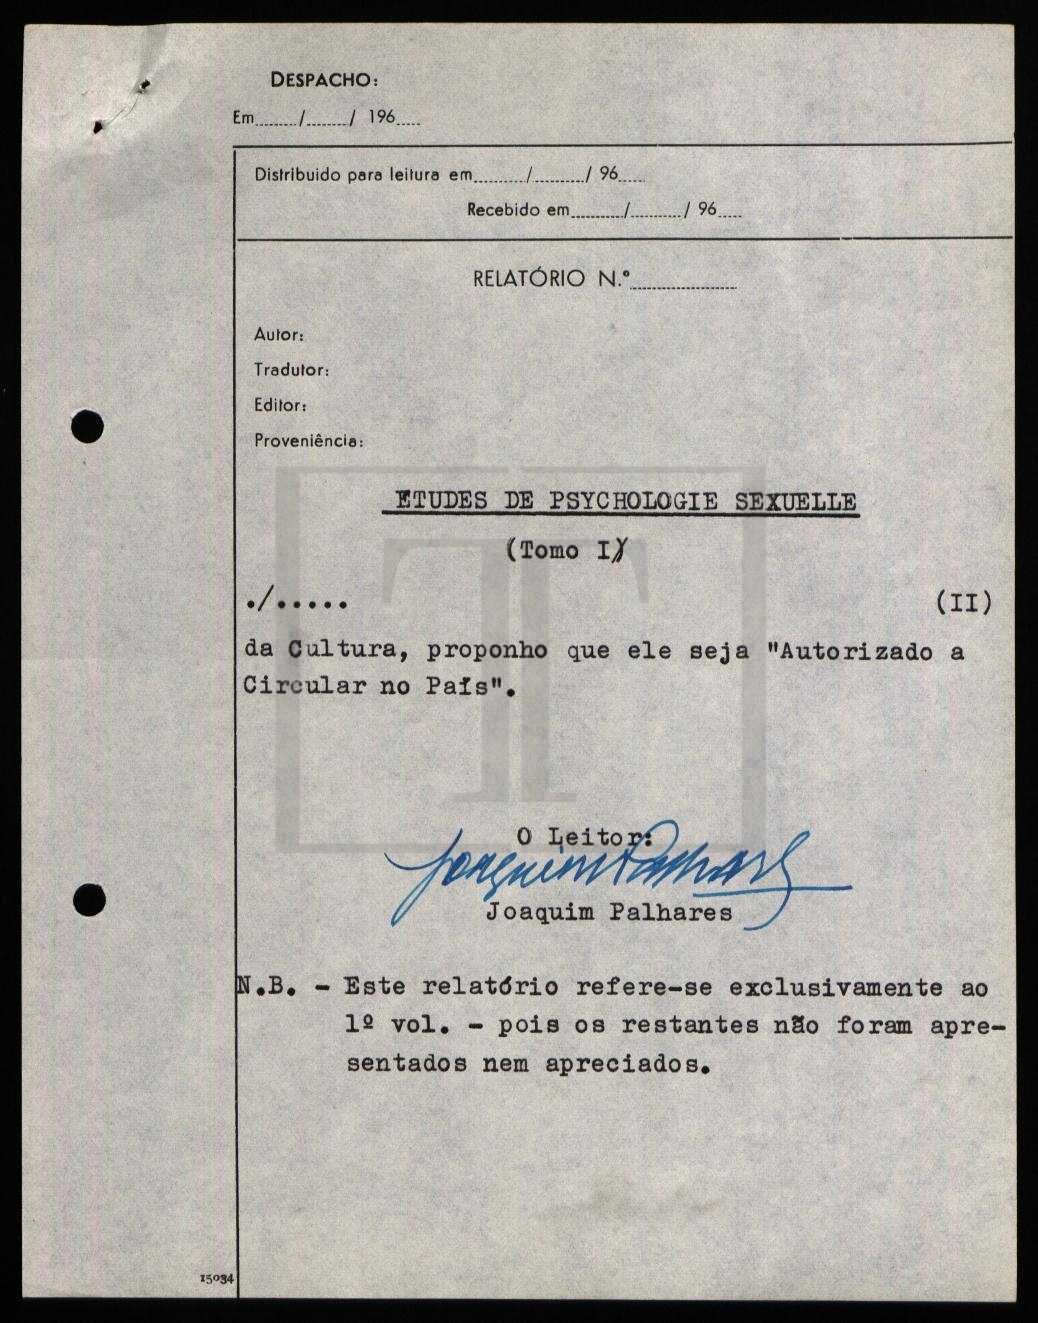 DESPACHO:
Em ......../......../ 196.....
Distribuido para leitura em........../........../ 96.....
Recebido em........../........../ 96.....
RELATÓRIO N.º....................
Autor:
Tradutor:
Editor:
Proveniência:
ETUDES DE PSYCHOLOGIE SEXUELLE
(Tomo I)
./..... (II)
da Cultura, proponho que ele seja "Autorizado a
Circular no País".
O Leitor:
Joaquim Palhares
Joaquim Palhares
N.B. - Este relatório refere-se exclusivamente ao
1º vol. - pois os restantes não foram apre-
sentados nem apreciados.
15034